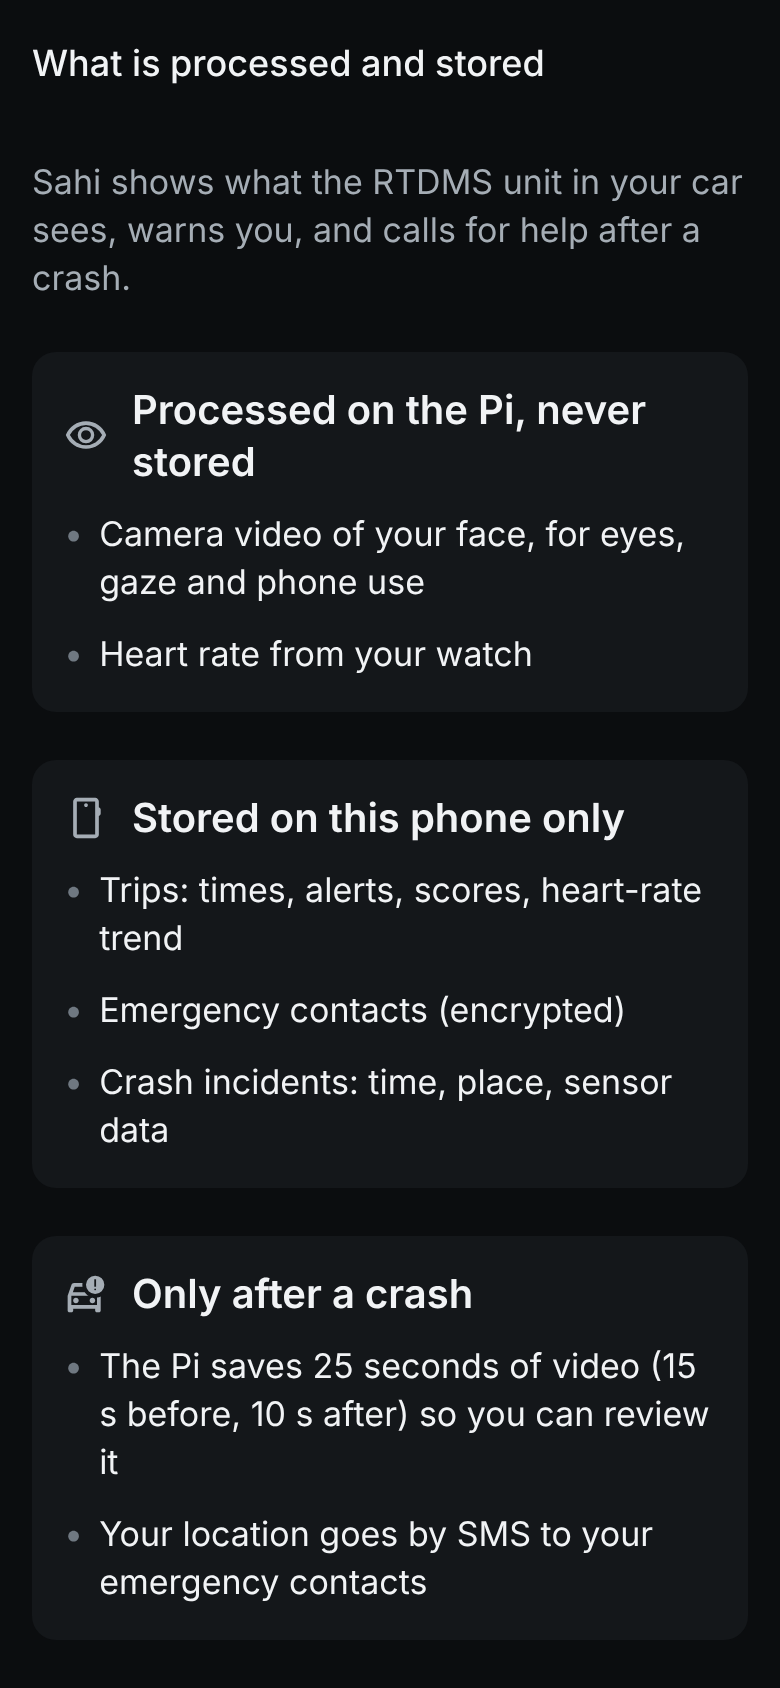 What is processed and stored
Sahi shows what the RTDMS unit in your car
sees, warns you, and calls for help after a
crash.
Processed on the Pi, never
stored
• Camera video of your face, for eyes,
gaze and phone use
• Heart rate from your watch
Stored on this phone only
• Trips: times, alerts, scores, heart-rate
trend
• Emergency contacts (encrypted)
• Crash incidents: time, place, sensor
data
Only after a crash
• The Pi saves 25 seconds of video (15
s before, 10 s after) so you can review
it
• Your location goes by SMS to your
emergency contacts